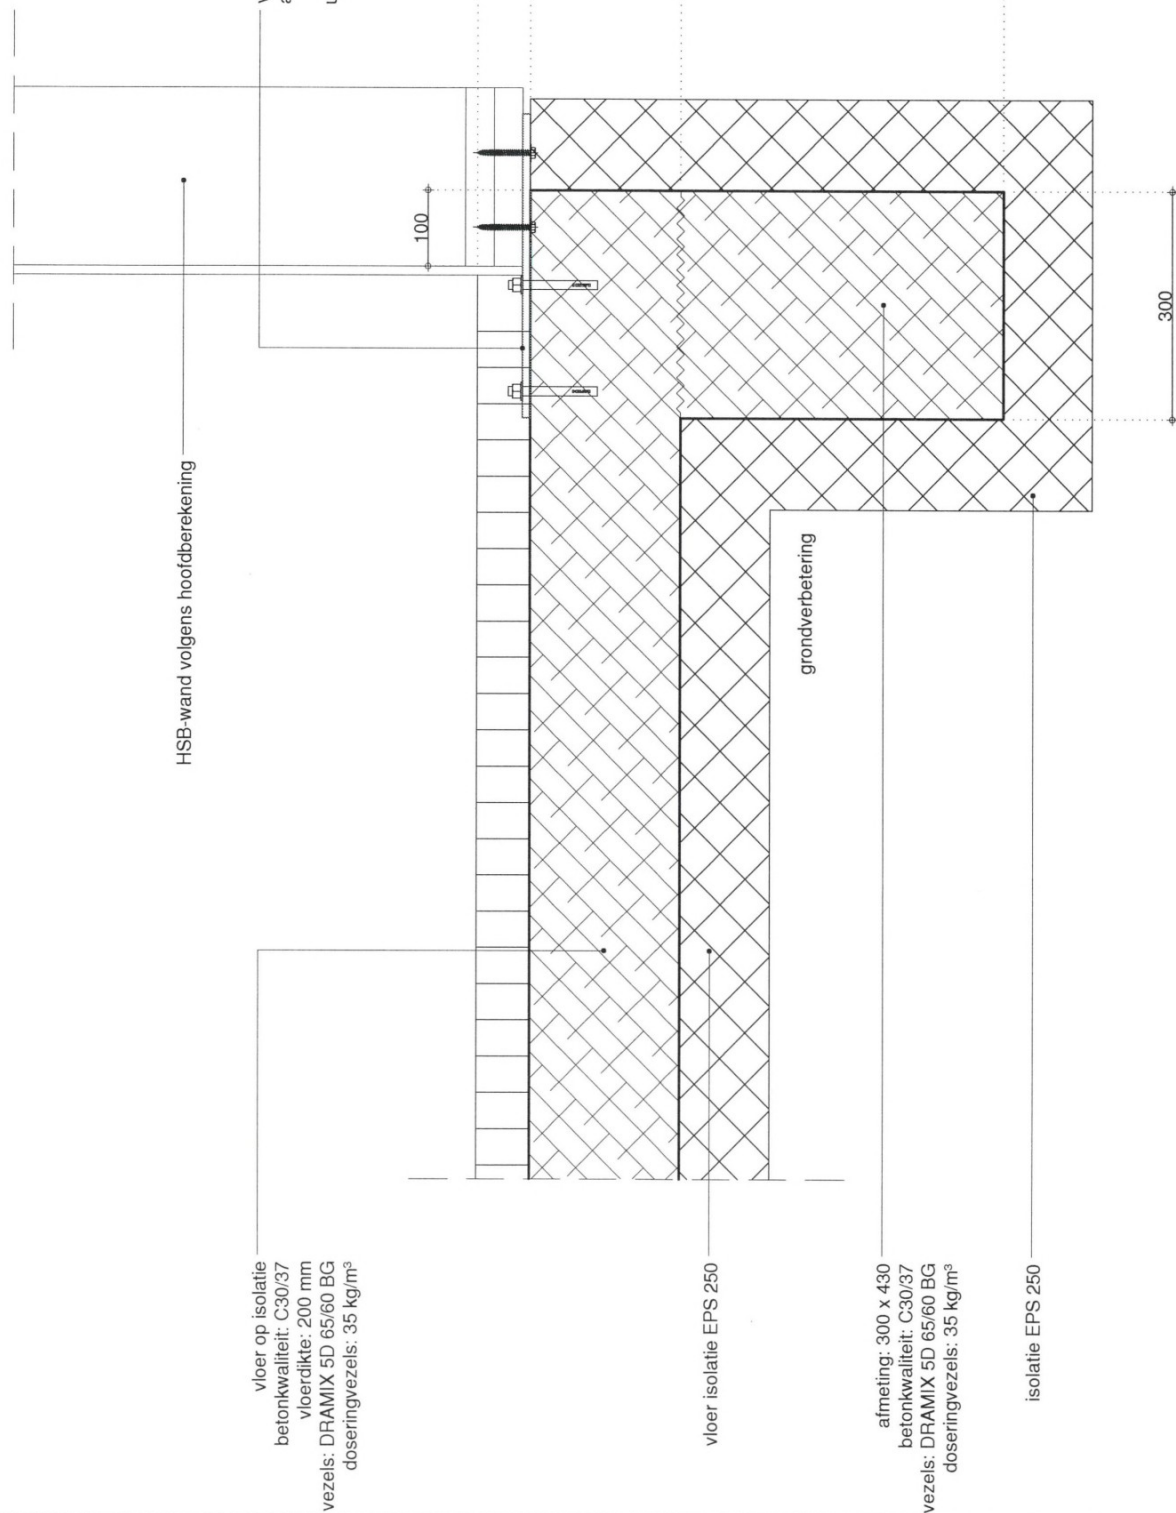 HSB-wand volgens hoofdberekening
100
300
grondverbetering
vloer op isolatie
betonkwaliteit: C30/37
vloerdikte: 200 mm
vezels: DRAMIX 5D 65/60 BG
doseringvezels: 35 kg/m³
vloer isolatie EPS 250
afmeting: 300 x 430
betonkwaliteit: C30/37
vezels: DRAMIX 5D 65/60 BG
doseringvezels: 35 kg/m³
isolatie EPS 250